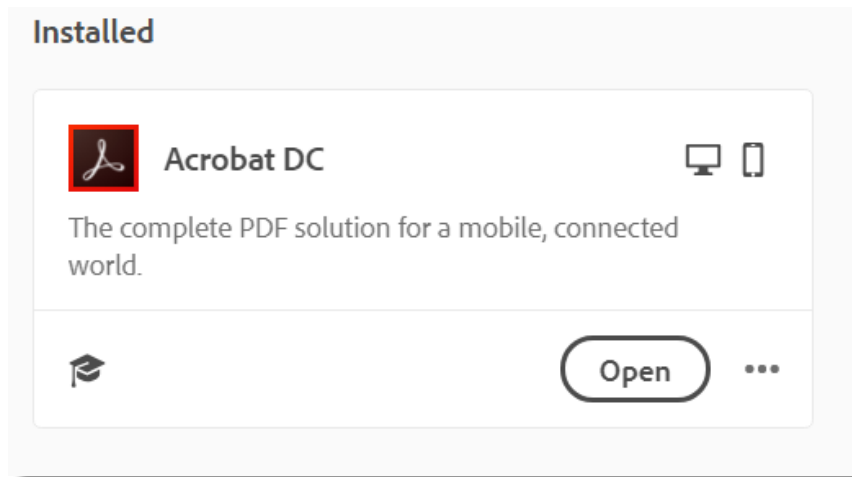 Installed
Acrobat DC
The complete PDF solution for a mobile, connected
world.
Open